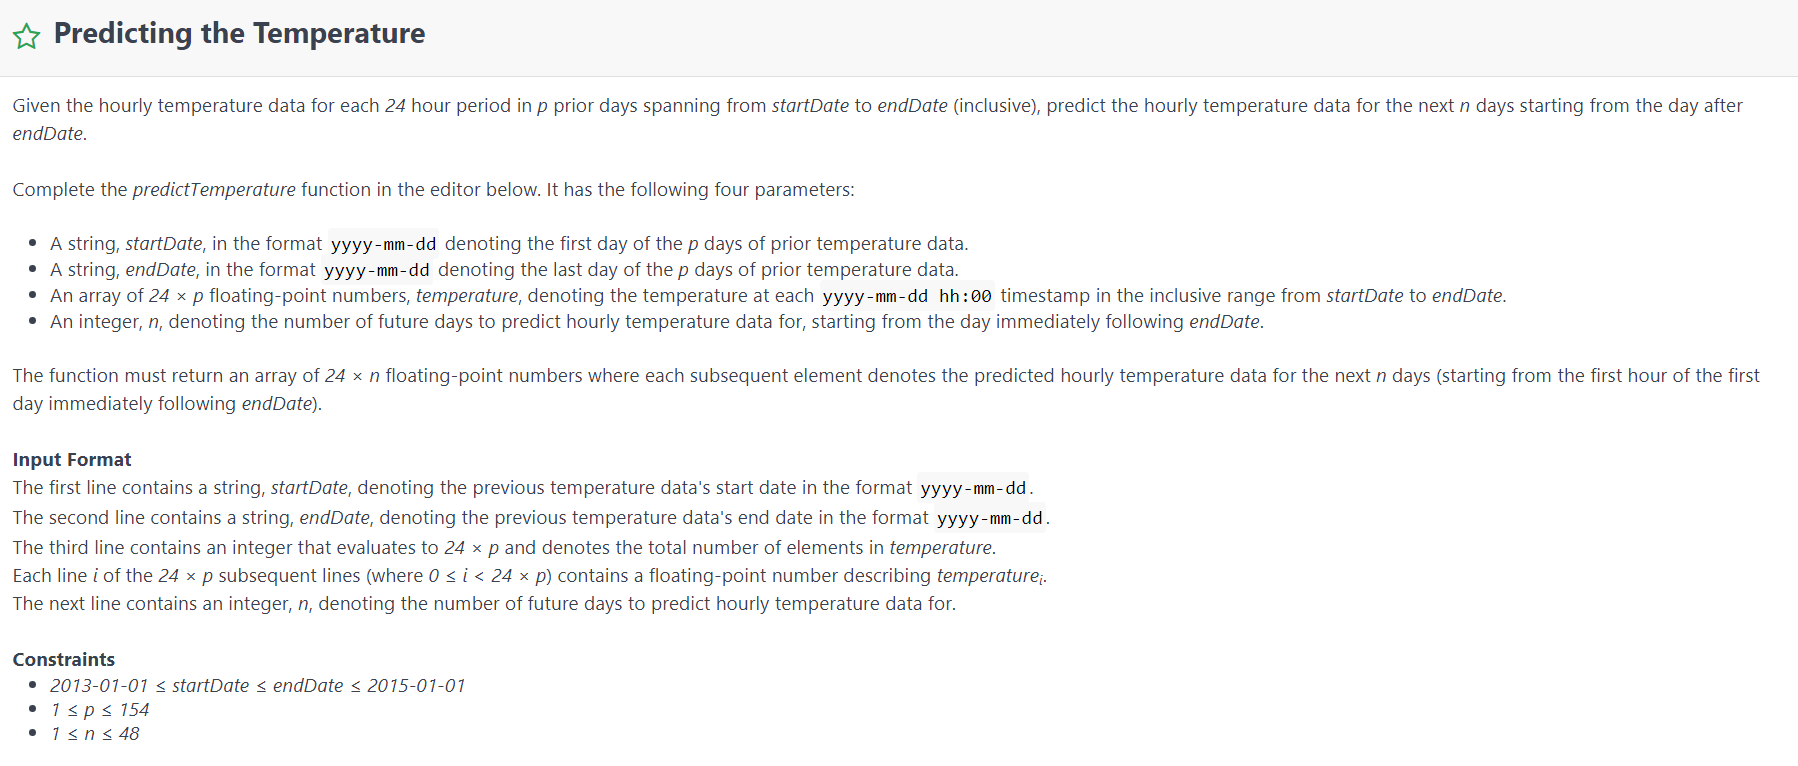 Predicting the Temperature
Given the hourly temperature data for each 24 hour period in p prior days spanning from startDate to endDate (inclusive), predict the hourly temperature data for the next n days starting from the day after
endDate.
Complete the predictTemperature function in the editor below. It has the following four parameters:
• A string, startDate, in the format yyyy-mm-dd denoting the first day of the p days of prior temperature data.
• A string, endDate, in the format yyyy-mm-dd denoting the last day of the p days of prior temperature data.
• An array of 24 × p floating-point numbers, temperature, denoting the temperature at each yyyy-mm-dd hh:00 timestamp in the inclusive range from startDate to endDate.
• An integer, n, denoting the number of future days to predict hourly temperature data for, starting from the day immediately following endDate.
The function must return an array of 24 × n floating-point numbers where each subsequent element denotes the predicted hourly temperature data for the next n days (starting from the first hour of the first
day immediately following endDate).
Input Format
The first line contains a string, startDate, denoting the previous temperature data's start date in the format yyyy-mm-dd.
The second line contains a string, endDate, denoting the previous temperature data's end date in the format yyyy-mm-dd.
The third line contains an integer that evaluates to 24 × p and denotes the total number of elements in temperature.
Each line i of the 24 × p subsequent lines (where 0 ≤ i < 24 × p) contains a floating-point number describing temperatureᵢ.
The next line contains an integer, n, denoting the number of future days to predict hourly temperature data for.
Constraints
• 2013-01-01 ≤ startDate ≤ endDate ≤ 2015-01-01
• 1 ≤ p ≤ 154
• 1 ≤ n ≤ 48